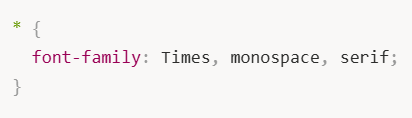 * {
  font-family: Times, monospace, serif;
}